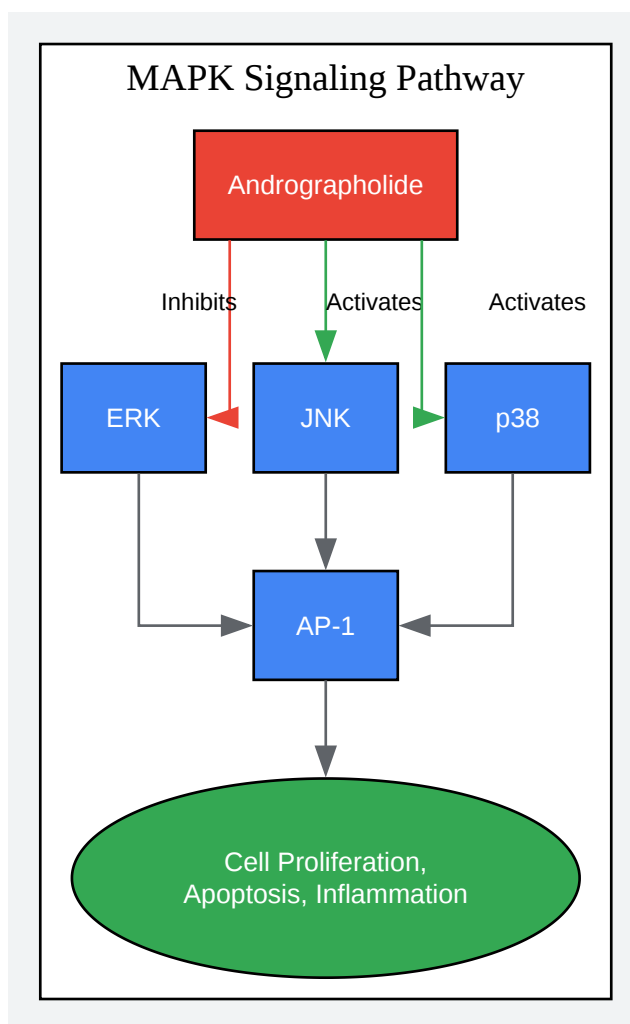 MAPK Signaling Pathway
Andrographolide
Inhibits
Activates
Activates
ERK
JNK
p38
AP-1
Cell Proliferation,
Apoptosis, Inflammation